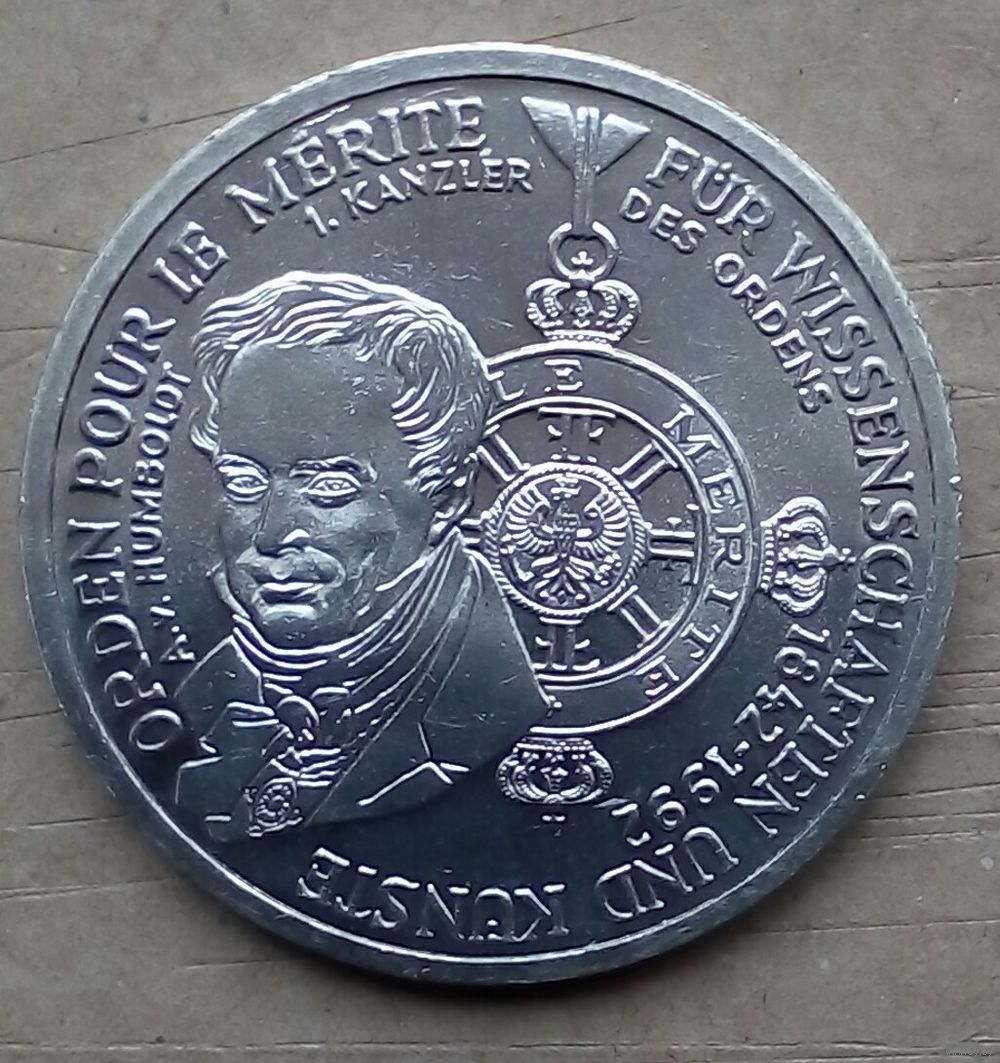 ORDEN POUR LE MÉRITE FÜR WISSENSCHAFTEN UND KÜNSTE
A.v. HUMBOLDT 1. KANZLER DES ORDENS
1842-1992
LE MERITE